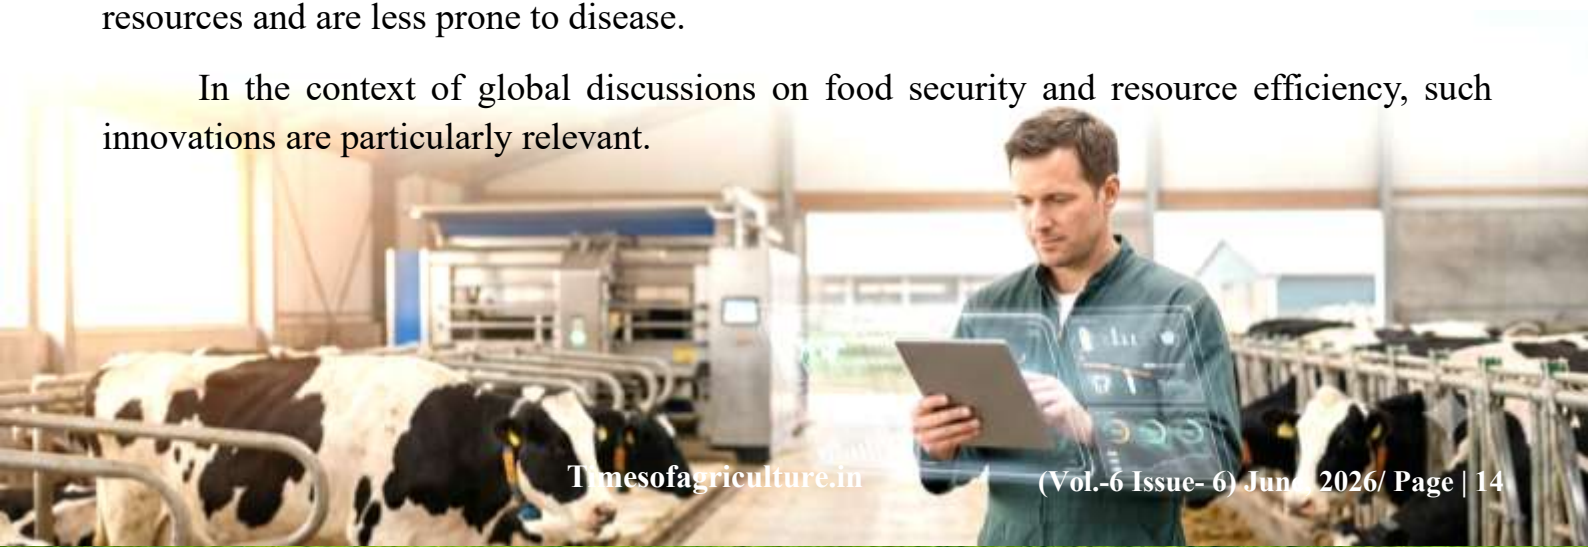 resources and are less prone to disease.
In the context of global discussions on food security and resource efficiency, such
innovations are particularly relevant.
Timesofagriculture.in
(Vol.-6 Issue- 6) June 2026/ Page | 14